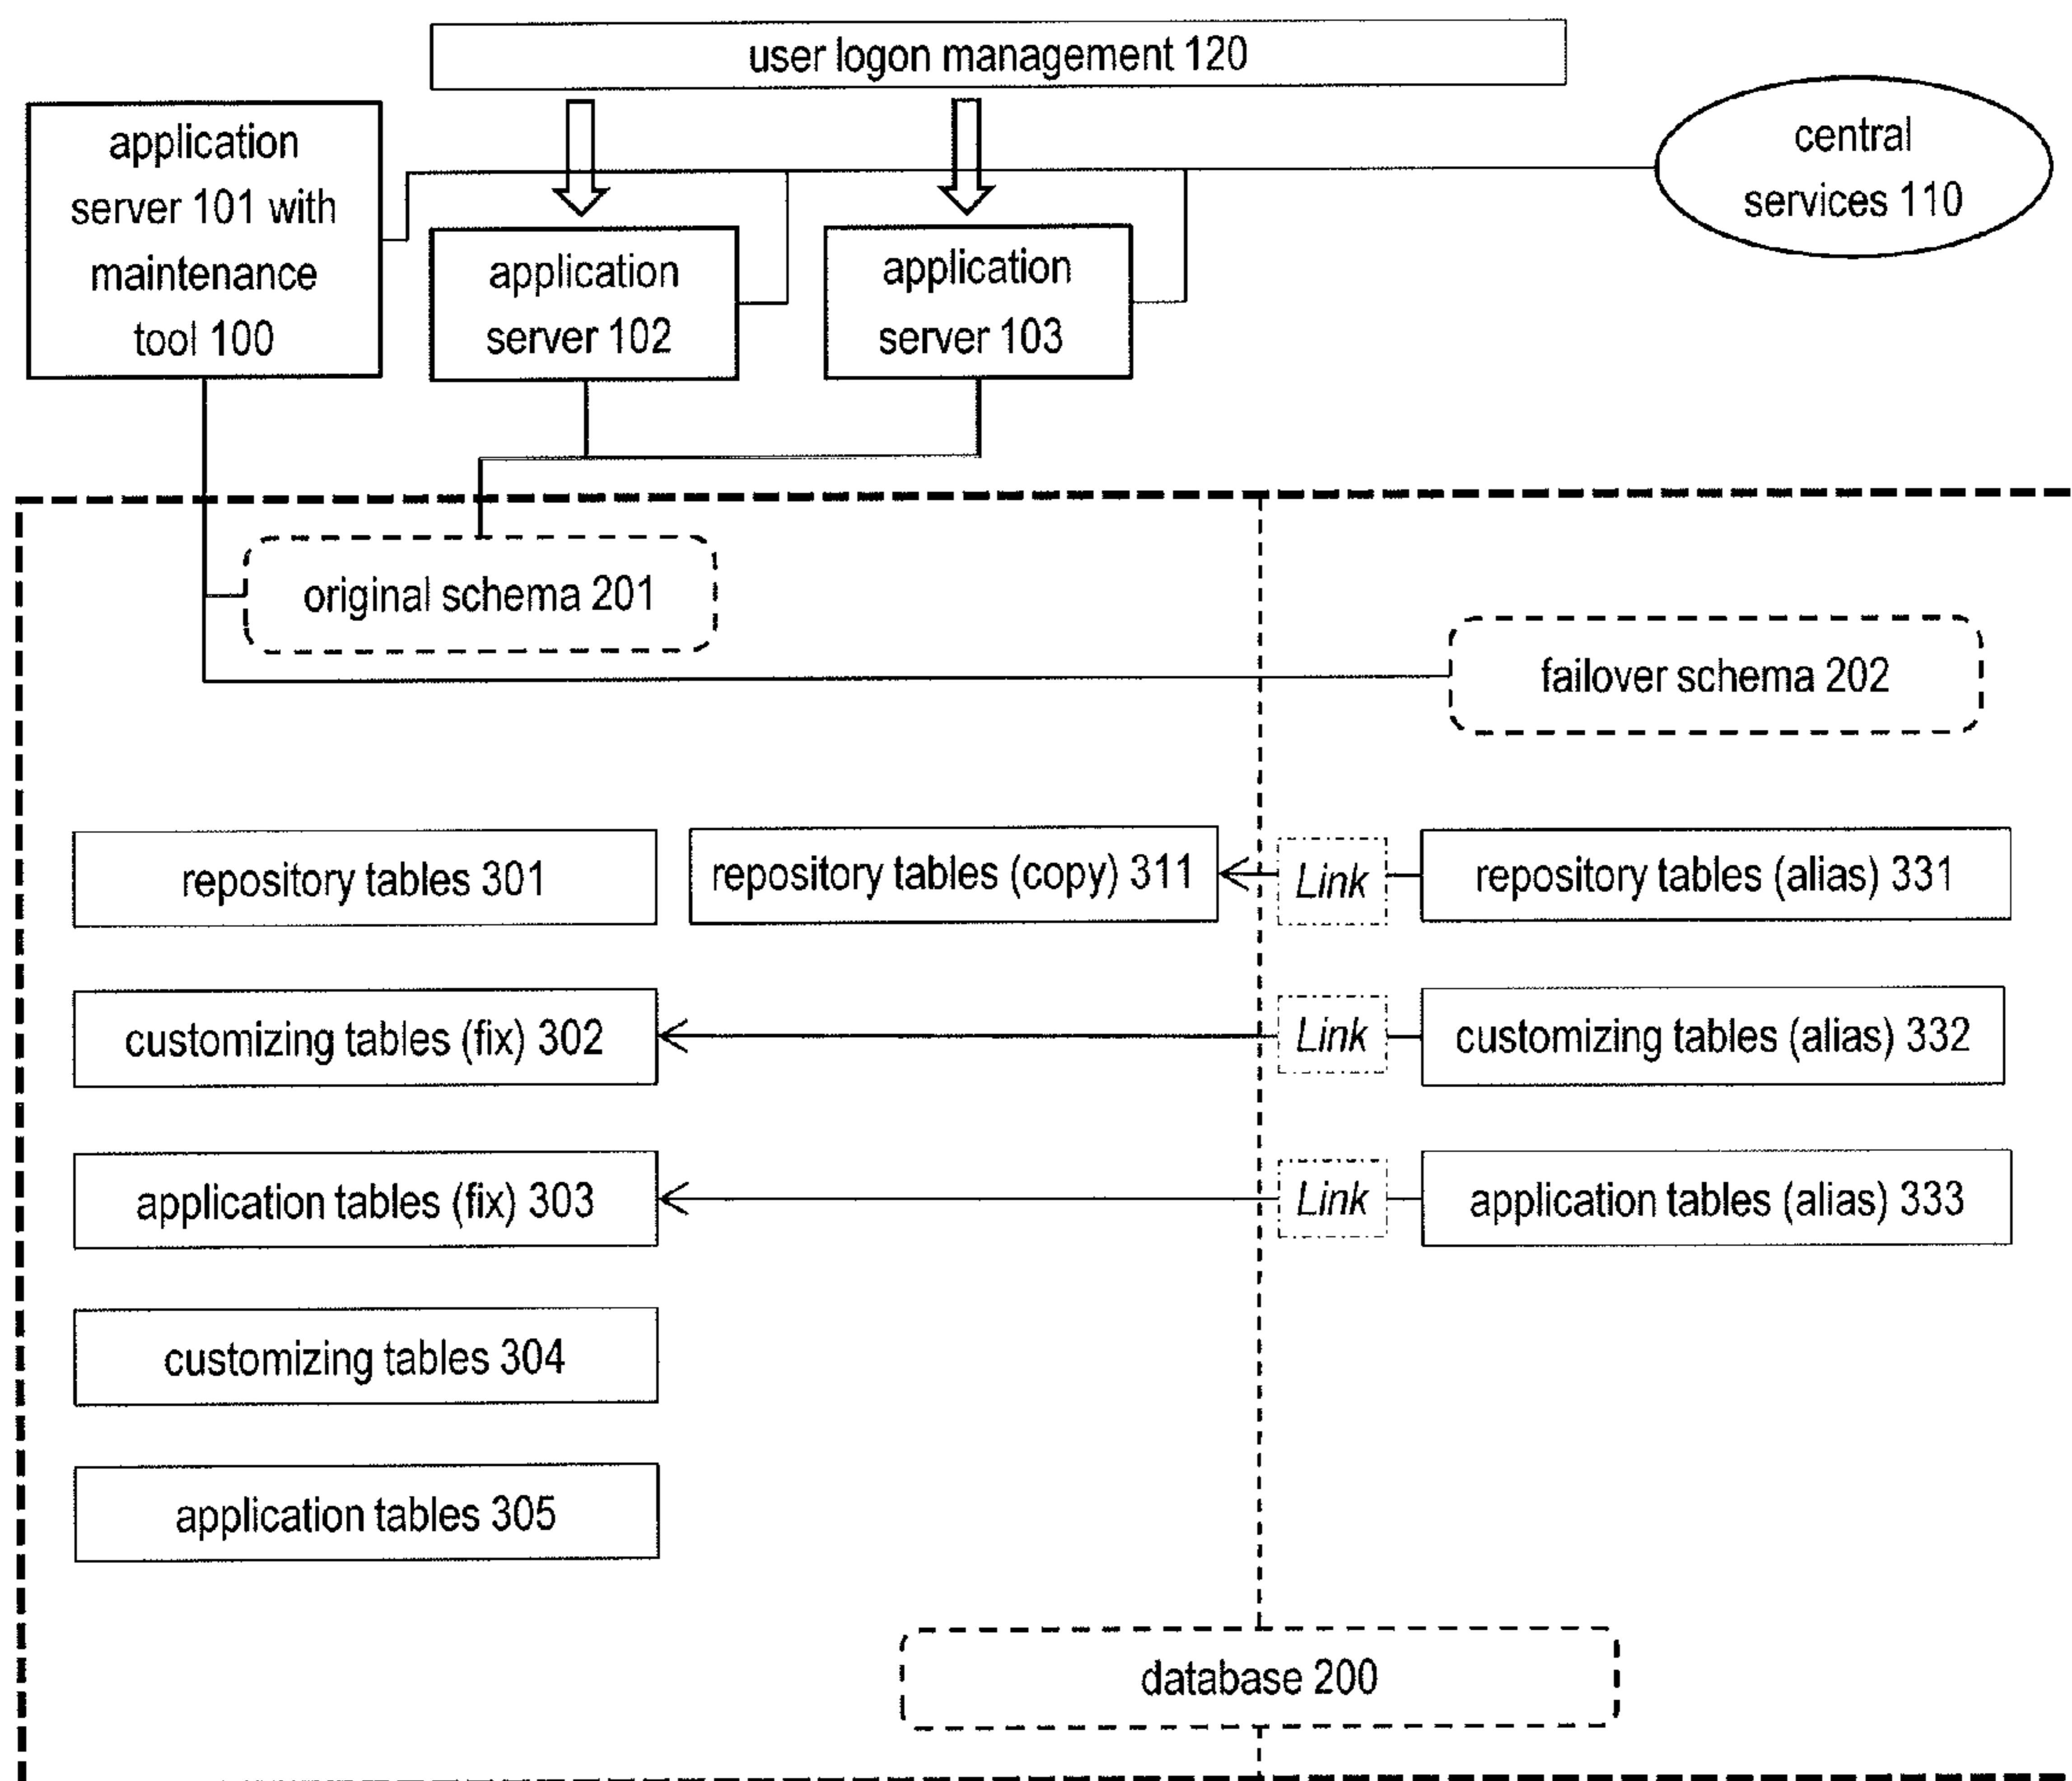 user logon management 120
application
server 101 with
maintenance
tool 100
central
services 110
application
server 102
application
server 103
original schema 201
failover schema 202
repository tables 301
repository tables (copy) 311
Link
repository tables (alias) 331
customizing tables (fix) 302
Link
customizing tables (alias) 332
application tables (fix) 303
Link
application tables (alias) 333
customizing tables 304
application tables 305
database 200